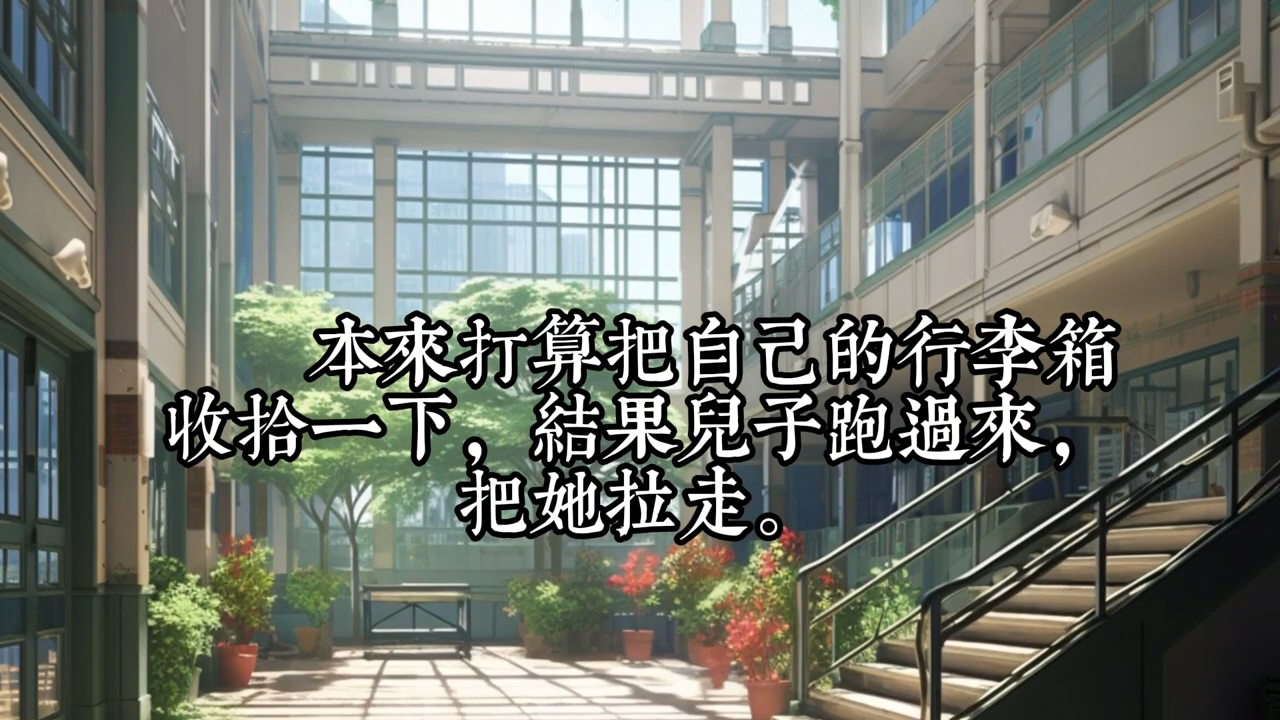 本來打算把自己的行李箱
收拾一下，結果兒子跑過來，
把她拉走。